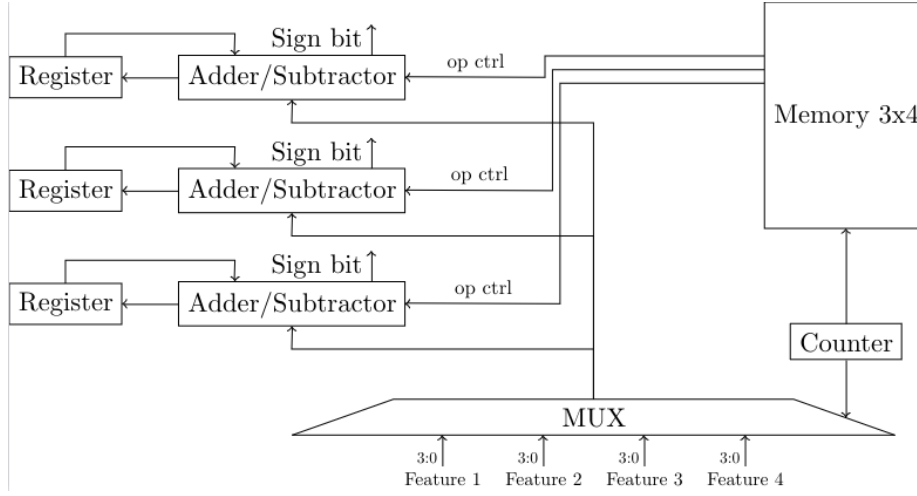 Sign bit
op ctrl
Register
Adder/Subtractor
Memory 3x4
Sign bit
op ctrl
Register
Adder/Subtractor
Sign bit
op ctrl
Register
Adder/Subtractor
Counter
MUX
3:0
3:0
3:0
3:0
Feature 1
Feature 2
Feature 3
Feature 4